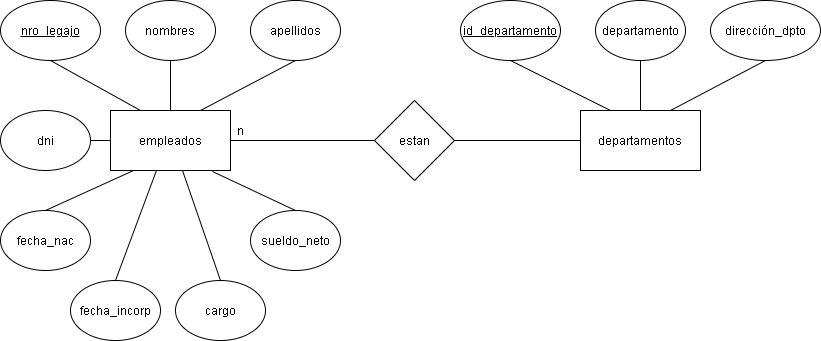 nro_legajo
nombres
apellidos
id_departamento
departamento
dirección_dpto
dni
empleados
n
estan
departamentos
fecha_nac
sueldo_neto
fecha_incorp
cargo